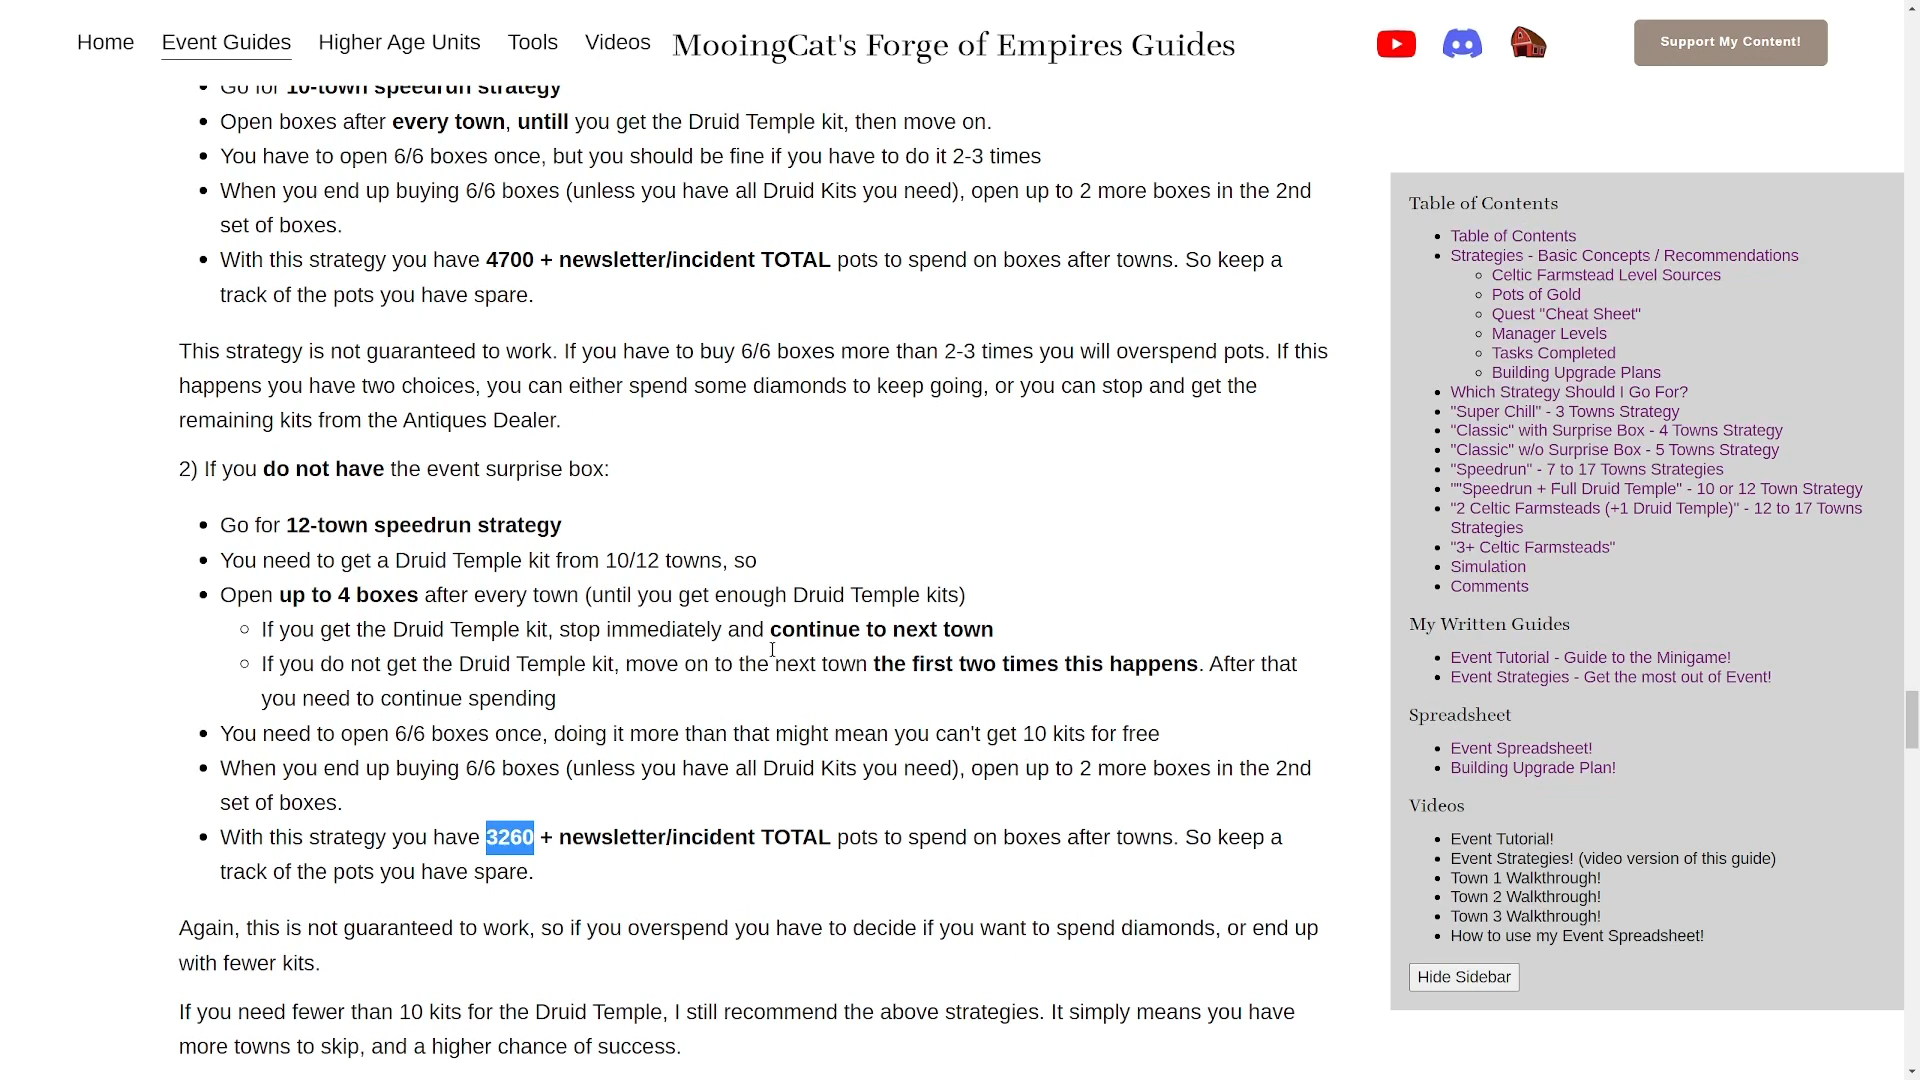 Home Event Guides Higher Age Units Tools Videos MooingCat's Forge of Empires Guides Support My Content!
Go for 10-town speedrun strategy
Open boxes after every town, untill you get the Druid Temple kit, then move on.
You have to open 6/6 boxes once, but you should be fine if you have to do it 2-3 times
When you end up buying 6/6 boxes (unless you have all Druid Kits you need), open up to 2 more boxes in the 2nd
set of boxes.
With this strategy you have 4700 + newsletter/incident TOTAL pots to spend on boxes after towns. So keep a
track of the pots you have spare.
This strategy is not guaranteed to work. If you have to buy 6/6 boxes more than 2-3 times you will overspend pots. If this
happens you have two choices, you can either spend some diamonds to keep going, or you can stop and get the
remaining kits from the Antiques Dealer.
2) If you do not have the event surprise box:
Go for 12-town speedrun strategy
You need to get a Druid Temple kit from 10/12 towns, so
Open up to 4 boxes after every town (until you get enough Druid Temple kits)
If you get the Druid Temple kit, stop immediately and continue to next town
If you do not get the Druid Temple kit, move on to the next town the first two times this happens. After that
you need to continue spending
You need to open 6/6 boxes once, doing it more than that might mean you can't get 10 kits for free
When you end up buying 6/6 boxes (unless you have all Druid Kits you need), open up to 2 more boxes in the 2nd
set of boxes.
With this strategy you have 3260 + newsletter/incident TOTAL pots to spend on boxes after towns. So keep a
track of the pots you have spare.
Again, this is not guaranteed to work, so if you overspend you have to decide if you want to spend diamonds, or end up
with fewer kits.
If you need fewer than 10 kits for the Druid Temple, I still recommend the above strategies. It simply means you have
more towns to skip, and a higher chance of success.
Table of Contents
Table of Contents
Strategies - Basic Concepts / Recommendations
Celtic Farmstead Level Sources
Pots of Gold
Quest "Cheat Sheet"
Manager Levels
Tasks Completed
Building Upgrade Plans
Which Strategy Should I Go For?
"Super Chill" - 3 Towns Strategy
"Classic" with Surprise Box - 4 Towns Strategy
"Classic" w/o Surprise Box - 5 Towns Strategy
"Speedrun" - 7 to 17 Towns Strategies
""Speedrun + Full Druid Temple" - 10 or 12 Town Strategy
"2 Celtic Farmsteads (+1 Druid Temple)" - 12 to 17 Towns
Strategies
"3+ Celtic Farmsteads"
Simulation
Comments
My Written Guides
Event Tutorial - Guide to the Minigame!
Event Strategies - Get the most out of Event!
Spreadsheet
Event Spreadsheet!
Building Upgrade Plan!
Videos
Event Tutorial!
Event Strategies! (video version of this guide)
Town 1 Walkthrough!
Town 2 Walkthrough!
Town 3 Walkthrough!
How to use my Event Spreadsheet!
Hide Sidebar